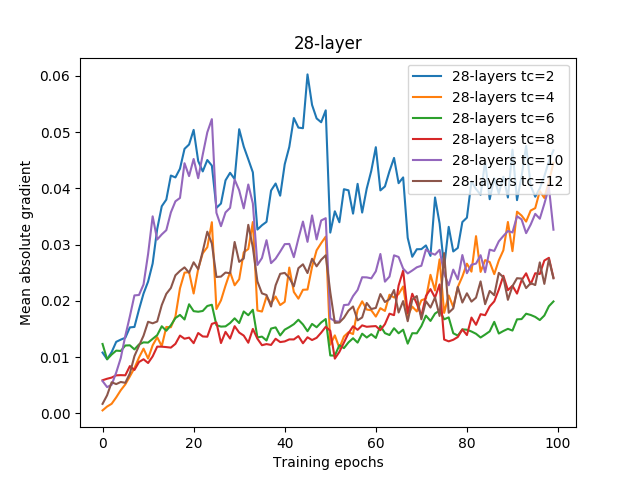 28-layer
28-layers tc=2
28-layers tc=4
28-layers tc=6
28-layers tc=8
28-layers tc=10
28-layers tc=12
Mean absolute gradient
0.06
0.05
0.04
0.03
0.02
0.01
0.00
0 20 40 60 80 100
Training epochs